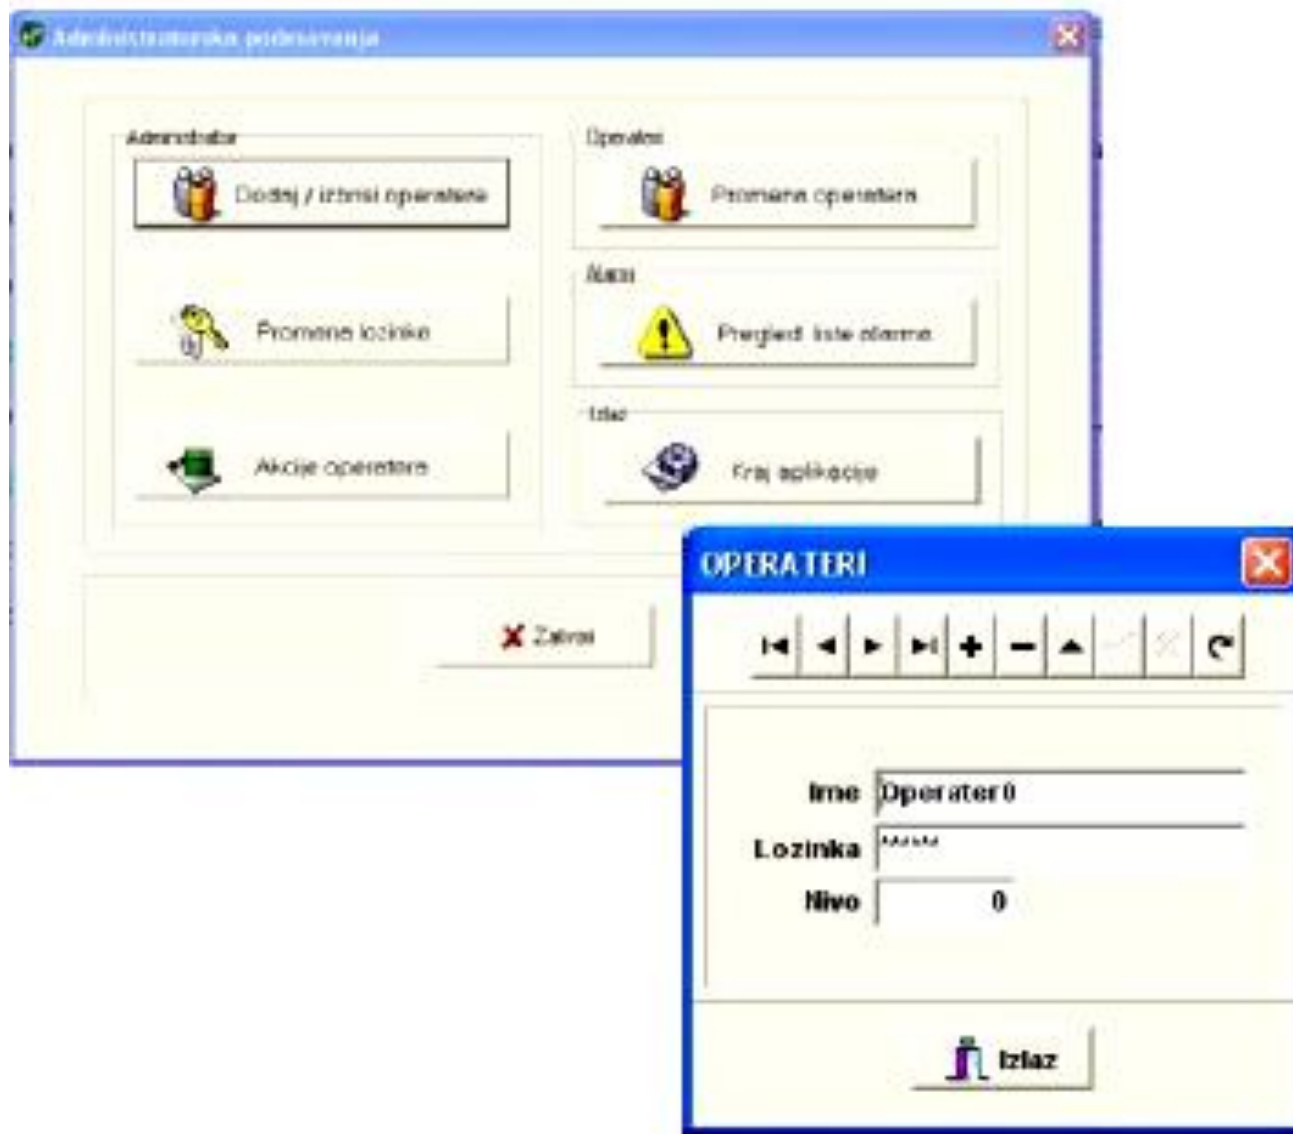 Administratorska podesavanja
Administrator
Dodaj / izbrisi operatera
Promena lozinke
Akcije operatera
Operateri
Promena operatera
Alarmi
Pregled liste alarma
Izlaz
Kraj aplikacije
Zatvori
OPERATERI
Ime Operater0
Lozinka *****
Nivo 0
Izlaz